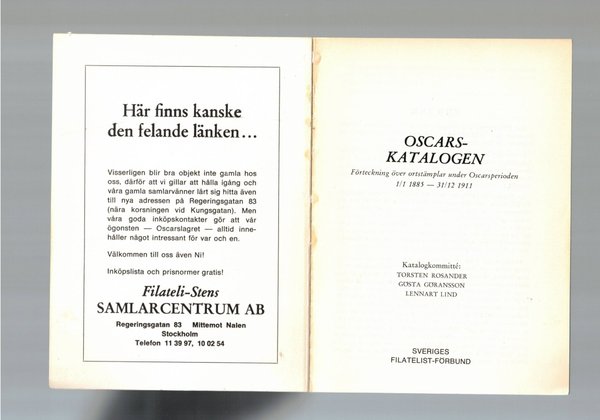 Här finns kanske
den felande länken...
Visserligen blir bra objekt inte gamla hos
oss, därför att vi gillar att hålla igång och
våra gamla samlarvänner lärt sig hitta även
till nya adressen på Regeringsgatan 83
(nära korsningen vid Kungsgatan). Men
våra goda inköpskontakter gör att vår
ögonsten — Oscarslagret — alltid inne-
håller något intressant för var och en.
Välkommen till oss även Ni!
Inköpslista och prisnormer gratis!
Filateli-Stens
SAMLARCENTRUM AB
Regeringsgatan 83 Mittemot Nalen
Stockholm
Telefon 11 39 97, 10 02 54
OSCARS-
KATALOGEN
Förteckning över ortstämplar under Oscarsperioden
1/1 1885 — 31/12 1911
Katalogkommitté:
TORSTEN ROSANDER
GÖSTA GÖRANSSON
LENNART LIND
SVERIGES
FILATELIST-FÖRBUND